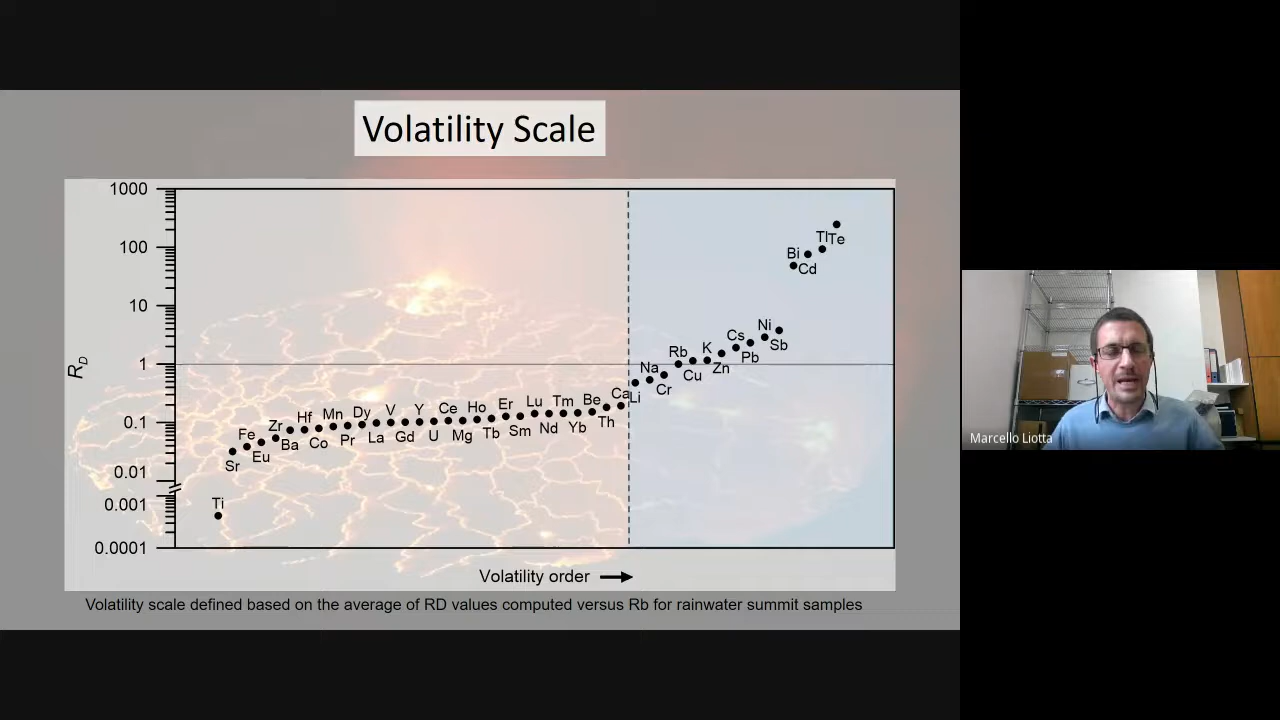 Volatility Scale
1000
100
10
1
0.1
0.01
0.001
0.0001
RD
Ti
Sr
Fe
Eu
Zr
Ba
Hf
Co
Mn
Pr
Dy
La
V
Gd
Y
U
Ce
Mg
Ho
Tb
Er
Sm
Lu
Nd
Tm
Yb
Be
Th
Ca
Li
Na
Cr
Rb
Cu
K
Zn
Cs
Pb
Ni
Sb
Bi
Cd
Tl
Te
Volatility order
Volatility scale defined based on the average of RD values computed versus Rb for rainwater summit samples
Marcello Liotta